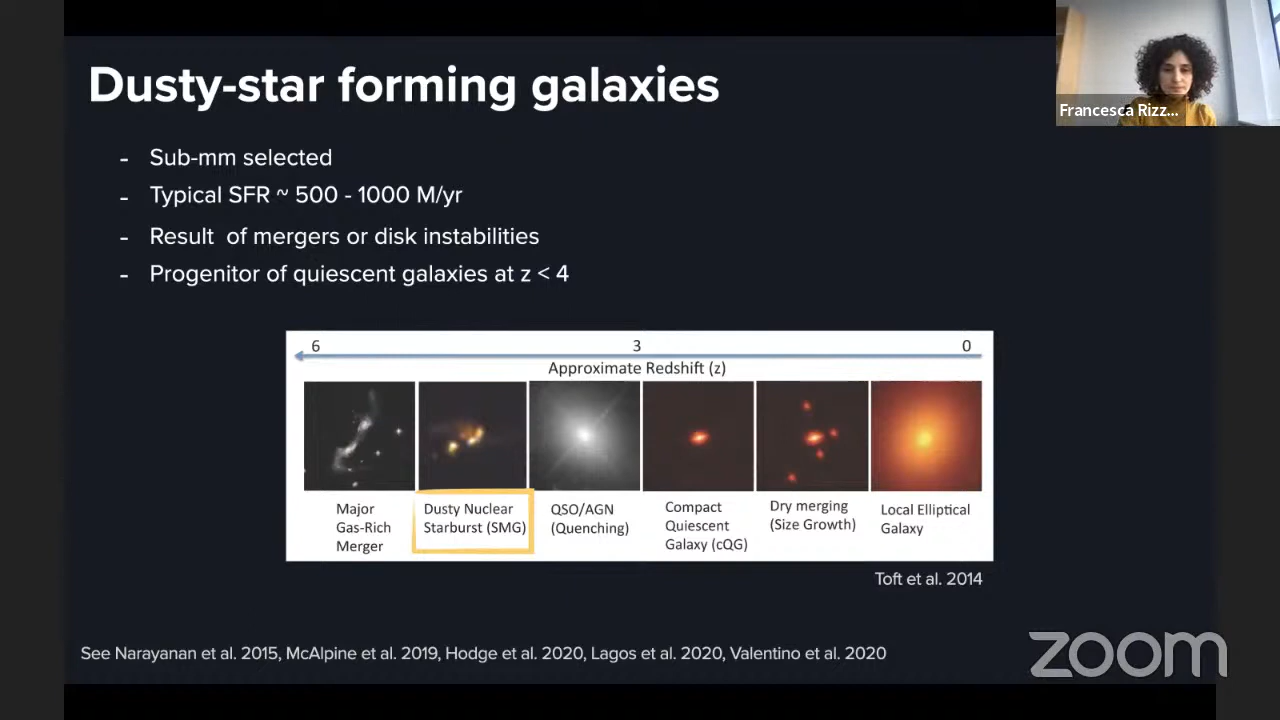 Dusty-star forming galaxies
Francesca Rizz...
- Sub-mm selected
- Typical SFR ~ 500 - 1000 M/yr
- Result of mergers or disk instabilities
- Progenitor of quiescent galaxies at z < 4
6 3 0
Approximate Redshift (z)
Major
Gas-Rich
Merger
Dusty Nuclear
Starburst (SMG)
QSO/AGN
(Quenching)
Compact
Quiescent
Galaxy (cQG)
Dry merging
(Size Growth)
Local Elliptical
Galaxy
Toft et al. 2014
See Narayanan et al. 2015, McAlpine et al. 2019, Hodge et al. 2020, Lagos et al. 2020, Valentino et al. 2020
zoom